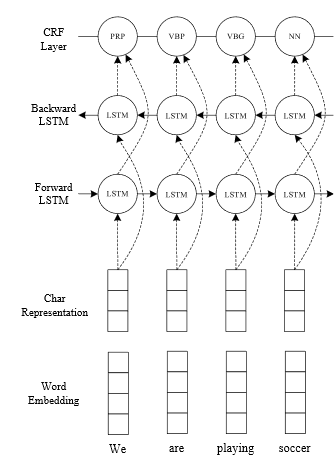 CRF
Layer
PRP VBP VBG NN
Backward
LSTM
LSTM LSTM LSTM LSTM
Forward
LSTM
LSTM LSTM LSTM LSTM
Char
Representation
Word
Embedding
We are playing soccer